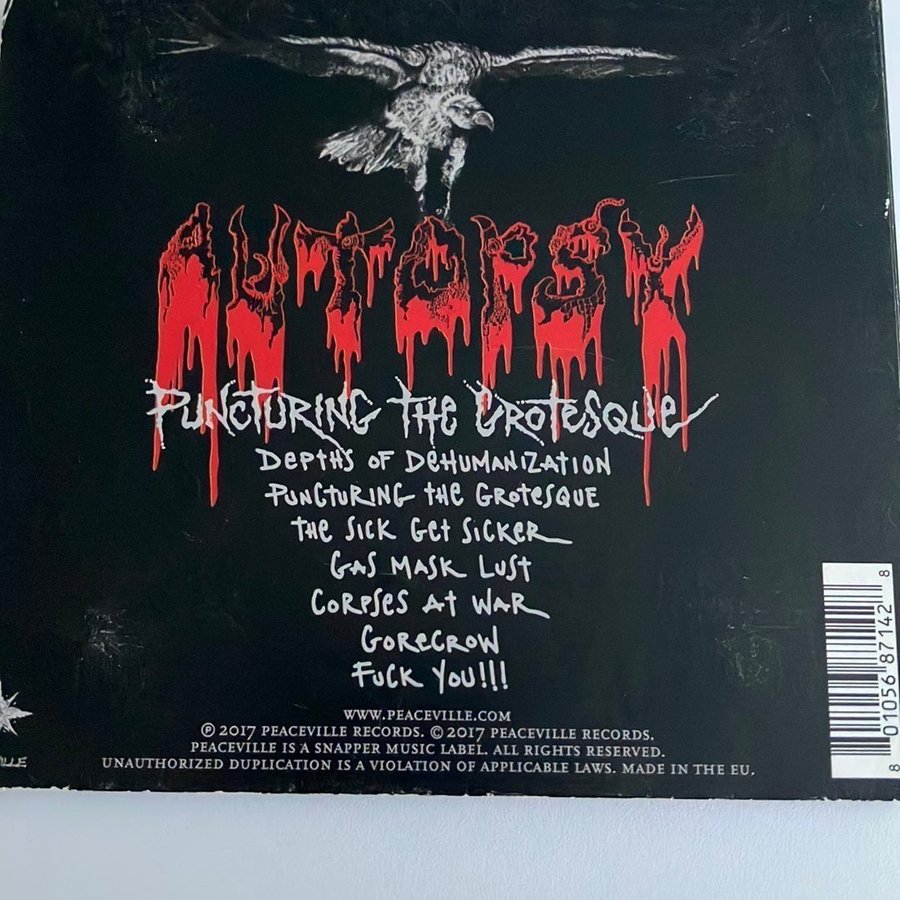 AUTOPSY
PUNCTURING THE GROTESQUE
DEPTHS OF DEHUMANIZATION
PUNCTURING THE GROTESQUE
THE SICK GET SICKER
GAS MASK LUST
CORPSES AT WAR
GORECROW
FUCK YOU!!!
WWW.PEACEVILLE.COM
℗ 2017 PEACEVILLE RECORDS. © 2017 PEACEVILLE RECORDS.
PEACEVILLE IS A SNAPPER MUSIC LABEL. ALL RIGHTS RESERVED.
UNAUTHORIZED DUPLICATION IS A VIOLATION OF APPLICABLE LAWS. MADE IN THE EU.
8 01056 87142 8